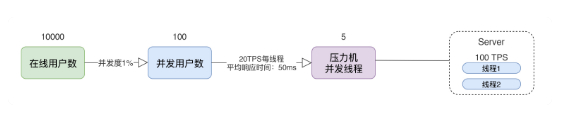 10000
在线用户数
并发度1%
100
并发用户数
20TPS每线程
平均响应时间：50ms
5
压力机
并发线程
Server
100 TPS
线程1
线程2